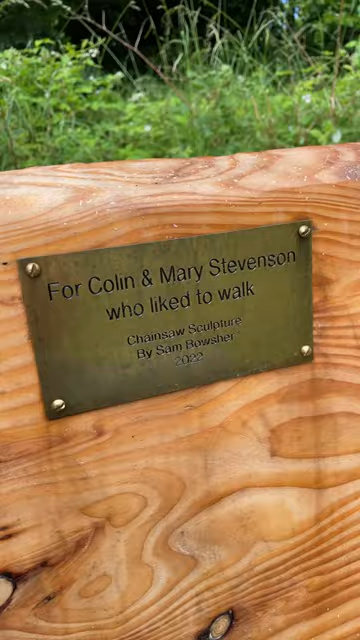 For Colin & Mary Stevenson
who liked to walk
Chainsaw Sculpture
By Sam Bowsher
2022